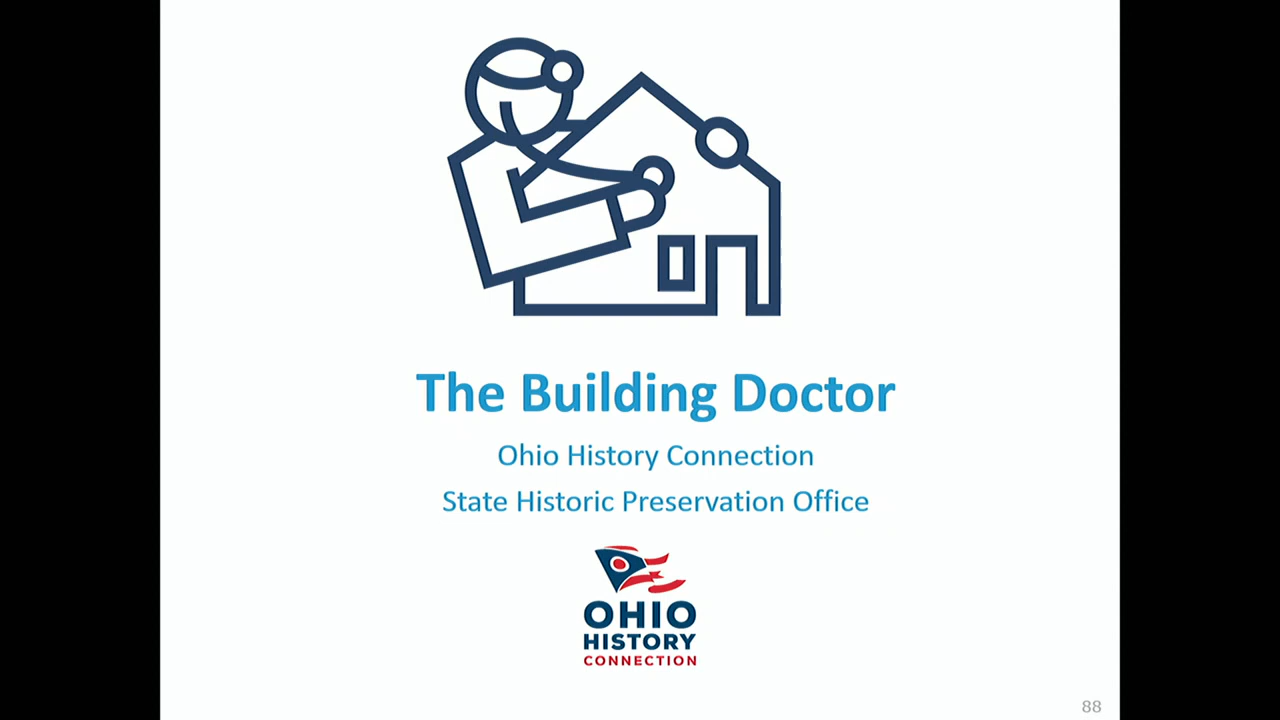 The Building Doctor
Ohio History Connection
State Historic Preservation Office
OHIO
HISTORY
CONNECTION
88